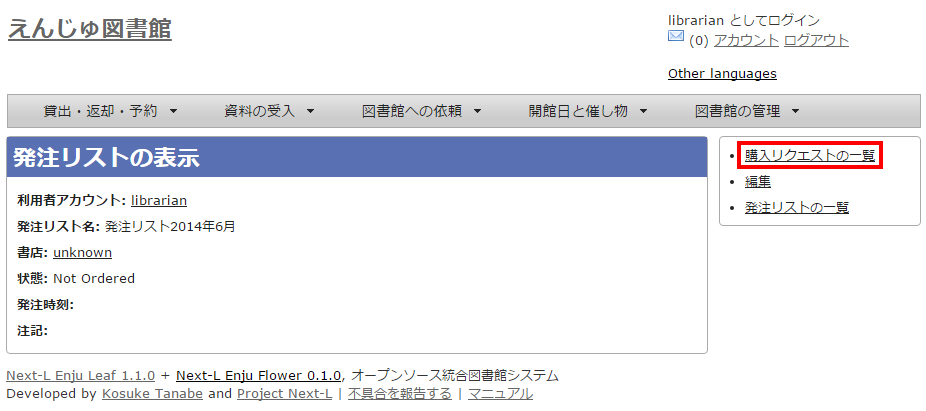 えんじゅ図書館
librarian としてログイン
(0) アカウント ログアウト
Other languages
貸出・返却・予約 資料の受入 図書館への依頼 開館日と催し物 図書館の管理
発注リストの表示
利用者アカウント: librarian
発注リスト名: 発注リスト2014年6月
書店: unknown
状態: Not Ordered
発注時刻:
注記:
購入リクエストの一覧
編集
発注リストの一覧
Next-L Enju Leaf 1.1.0 + Next-L Enju Flower 0.1.0, オープンソース統合図書館システム
Developed by Kosuke Tanabe and Project Next-L | 不具合を報告する | マニュアル